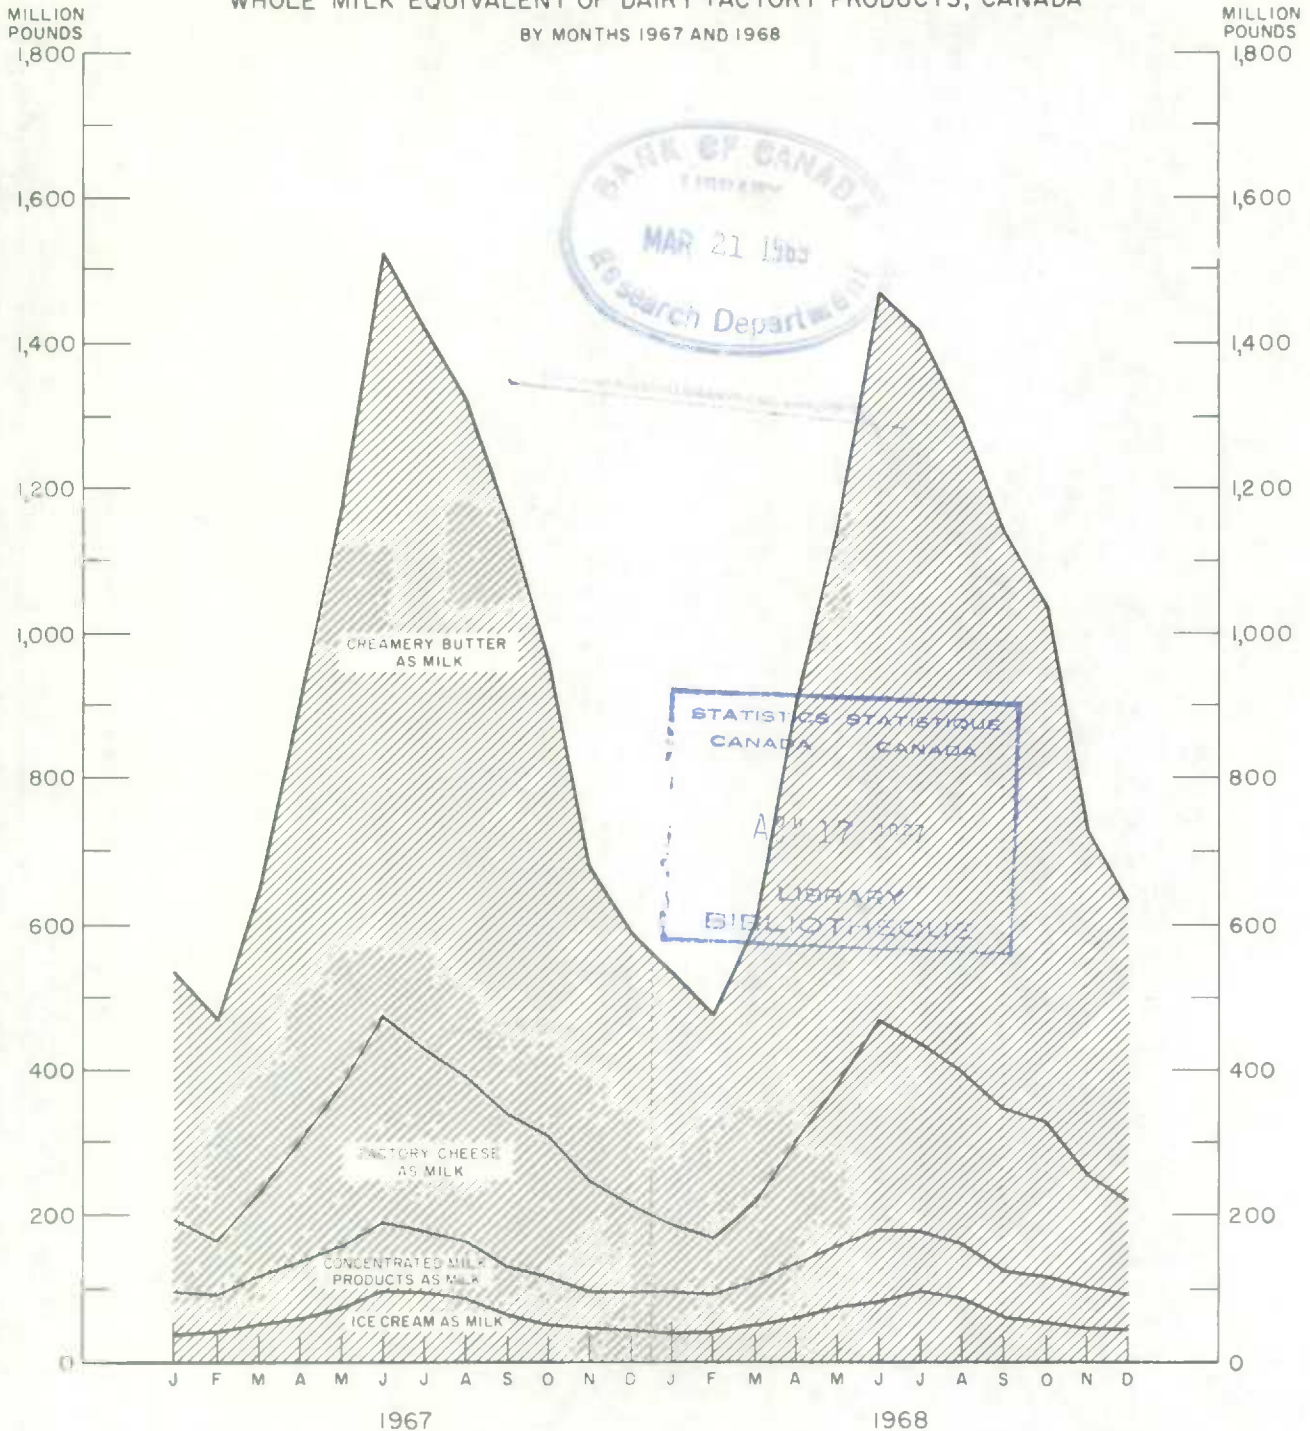 WHOLE MILK EQUIVALENT OF DAIRY FACTORY PRODUCTS, CANADA
BY MONTHS 1967 AND 1968
MILLION
POUNDS
MILLION
POUNDS
1,800
1,800
1,600
1,600
1,400
1,400
1,200
1,200
1,000
1,000
800
800
600
600
400
400
200
200
0
0
BANK OF CANADA
LIBRARY
MAR 21
Research Department
CREAMERY BUTTER
AS MILK
STATISTICS STATISTIQUE
CANADA CANADA
17
LIBRARY
BIBLIOTHEQUE
FACTORY CHEESE
AS MILK
CONCENTRATED MILK
PRODUCTS AS MILK
ICE CREAM AS MILK
J F M A M J J A S O N D J F M A M J J A S O N D
1967 1968